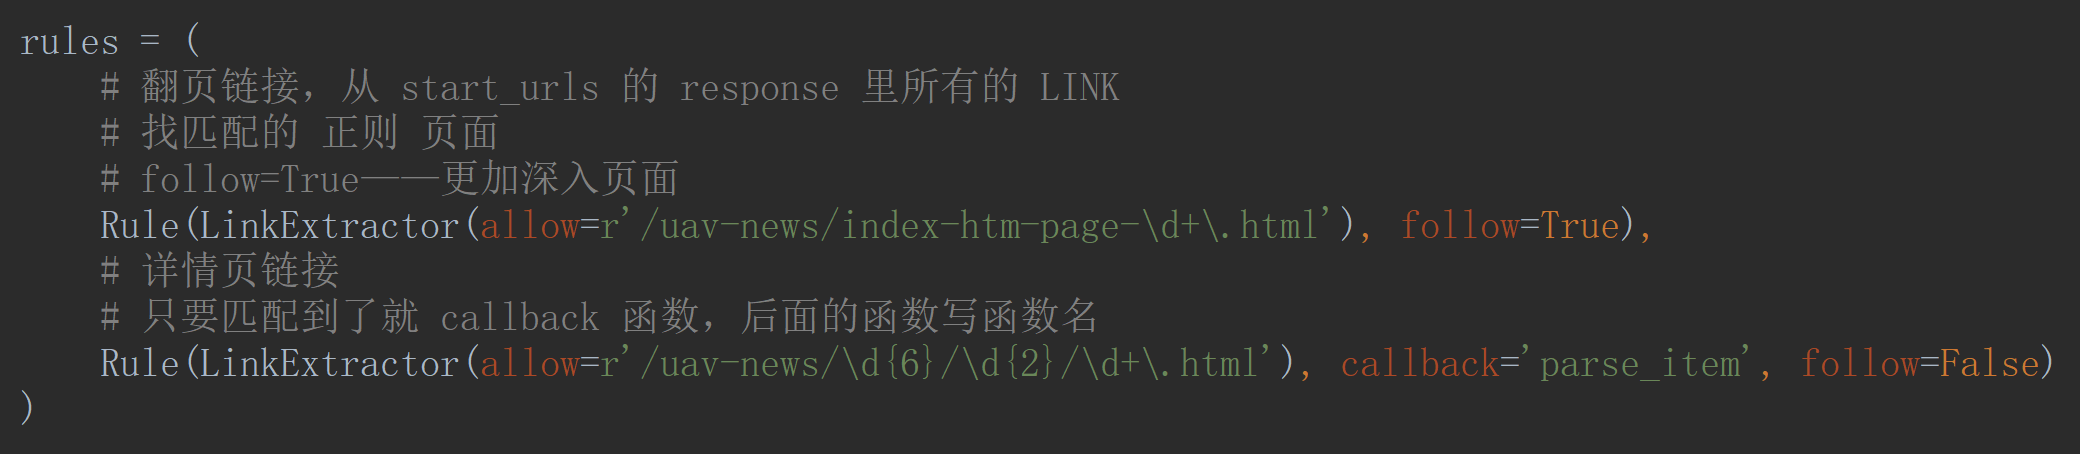 rules = (
    # 翻页链接，从 start_urls 的 response 里所有的 LINK
    # 找匹配的 正则 页面
    # follow=True——更加深入页面
    Rule(LinkExtractor(allow=r'/uav-news/index-htm-page-\d+\.html'), follow=True),
    # 详情页链接
    # 只要匹配到了就 callback 函数，后面的函数写函数名
    Rule(LinkExtractor(allow=r'/uav-news/\d{6}/\d{2}/\d+\.html'), callback='parse_item', follow=False)
)